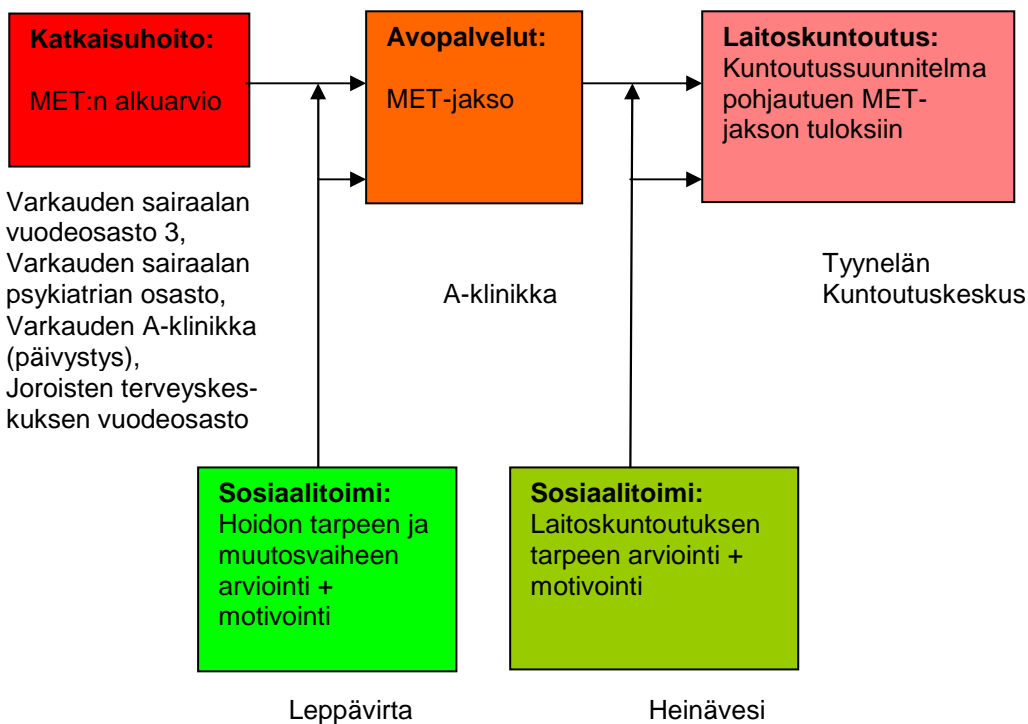 Katkaisuhoito:
MET:n alkuarvio
Avopalvelut:
MET-jakso
Laitoskuntoutus:
Kuntoutussuunnitelma
pohjautuen MET-
jakson tuloksiin
Varkauden sairaalan
vuodeosasto 3,
Varkauden sairaalan
psykiatrian osasto,
Varkauden A-klinikka
(päivystys),
Joroisten terveyskes-
kuksen vuodeosasto
A-klinikka
Tyynelän
Kuntoutuskeskus
Sosiaalitoimi:
Hoidon tarpeen ja
muutosvaiheen
arviointi +
motivointi
Sosiaalitoimi:
Laitoskuntoutuksen
tarpeen arviointi +
motivointi
Leppävirta
Heinävesi